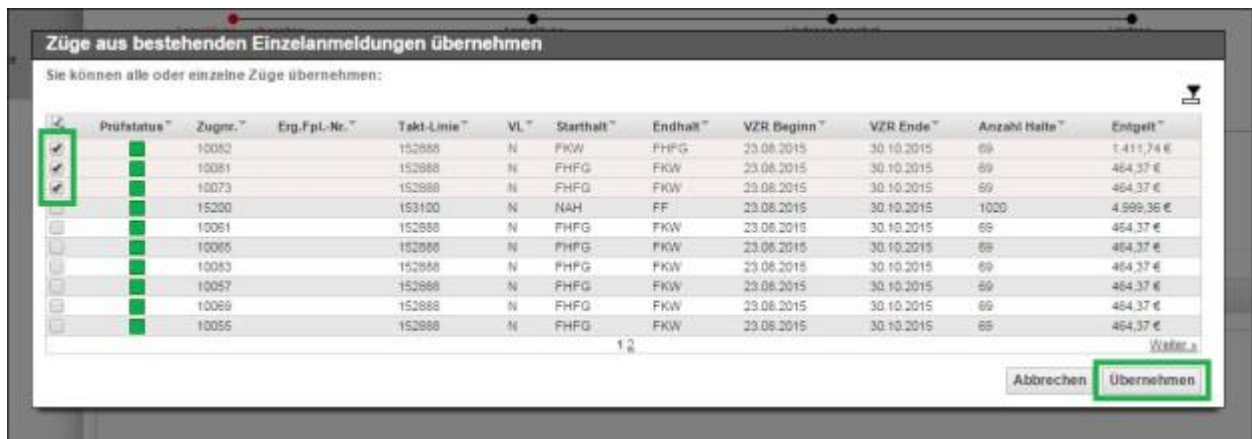 Züge aus bestehenden Einzelanmeldungen übernehmen
Sie können alle oder einzelne Züge übernehmen:
Prüfstatus Zugnr. Erg.Fpl.-Nr. Takt-Linie VL Starthalt Endhalt VZR Beginn VZR Ende Anzahl Halte Entgelt
10082 152888 N FKW FHFG 23.08.2015 30.10.2015 69 1.411,74 €
10081 152888 N FHFG FKW 23.08.2015 30.10.2015 69 464,37 €
10073 152888 N FHFG FKW 23.08.2015 30.10.2015 69 464,37 €
15200 153100 N NAH FF 23.08.2015 30.10.2015 1020 4.999,36 €
10061 152888 N FHFG FKW 23.08.2015 30.10.2015 69 464,37 €
10065 152888 N FHFG FKW 23.08.2015 30.10.2015 69 464,37 €
10083 152888 N FHFG FKW 23.08.2015 30.10.2015 69 464,37 €
10057 152888 N FHFG FKW 23.08.2015 30.10.2015 69 464,37 €
10069 152888 N FHFG FKW 23.08.2015 30.10.2015 69 464,37 €
10055 152888 N FHFG FKW 23.08.2015 30.10.2015 69 464,37 €
1 2 Weiter »
Abbrechen Übernehmen